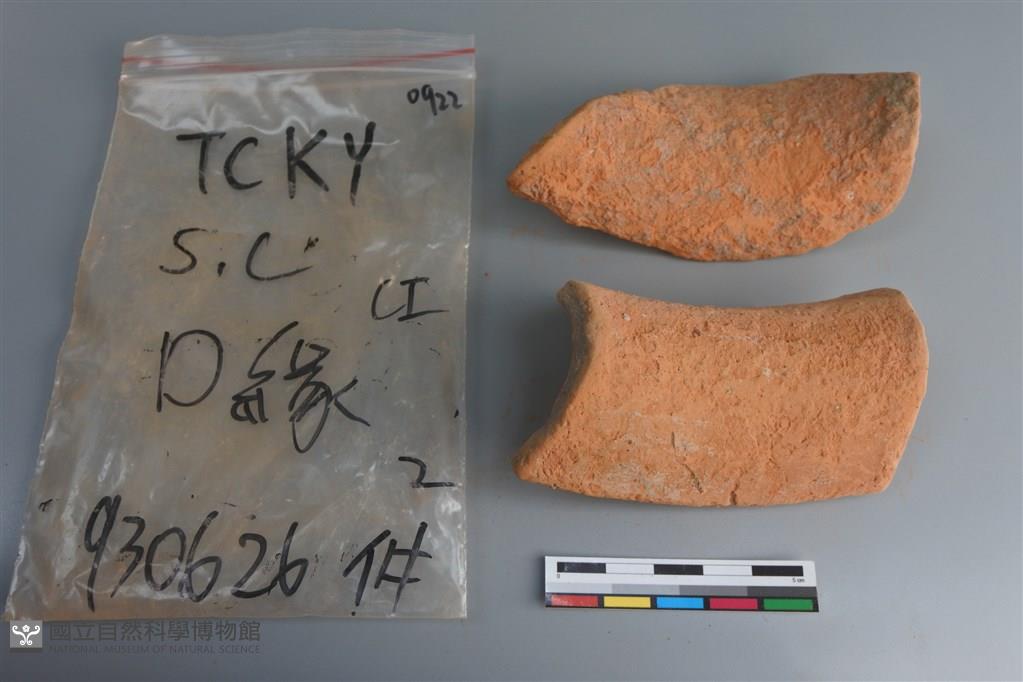 0922
TCKY
S.C
CI
口緣
2
930626 件
0
5 cm
國立自然科學博物館
NATIONAL MUSEUM OF NATURAL SCIENCE